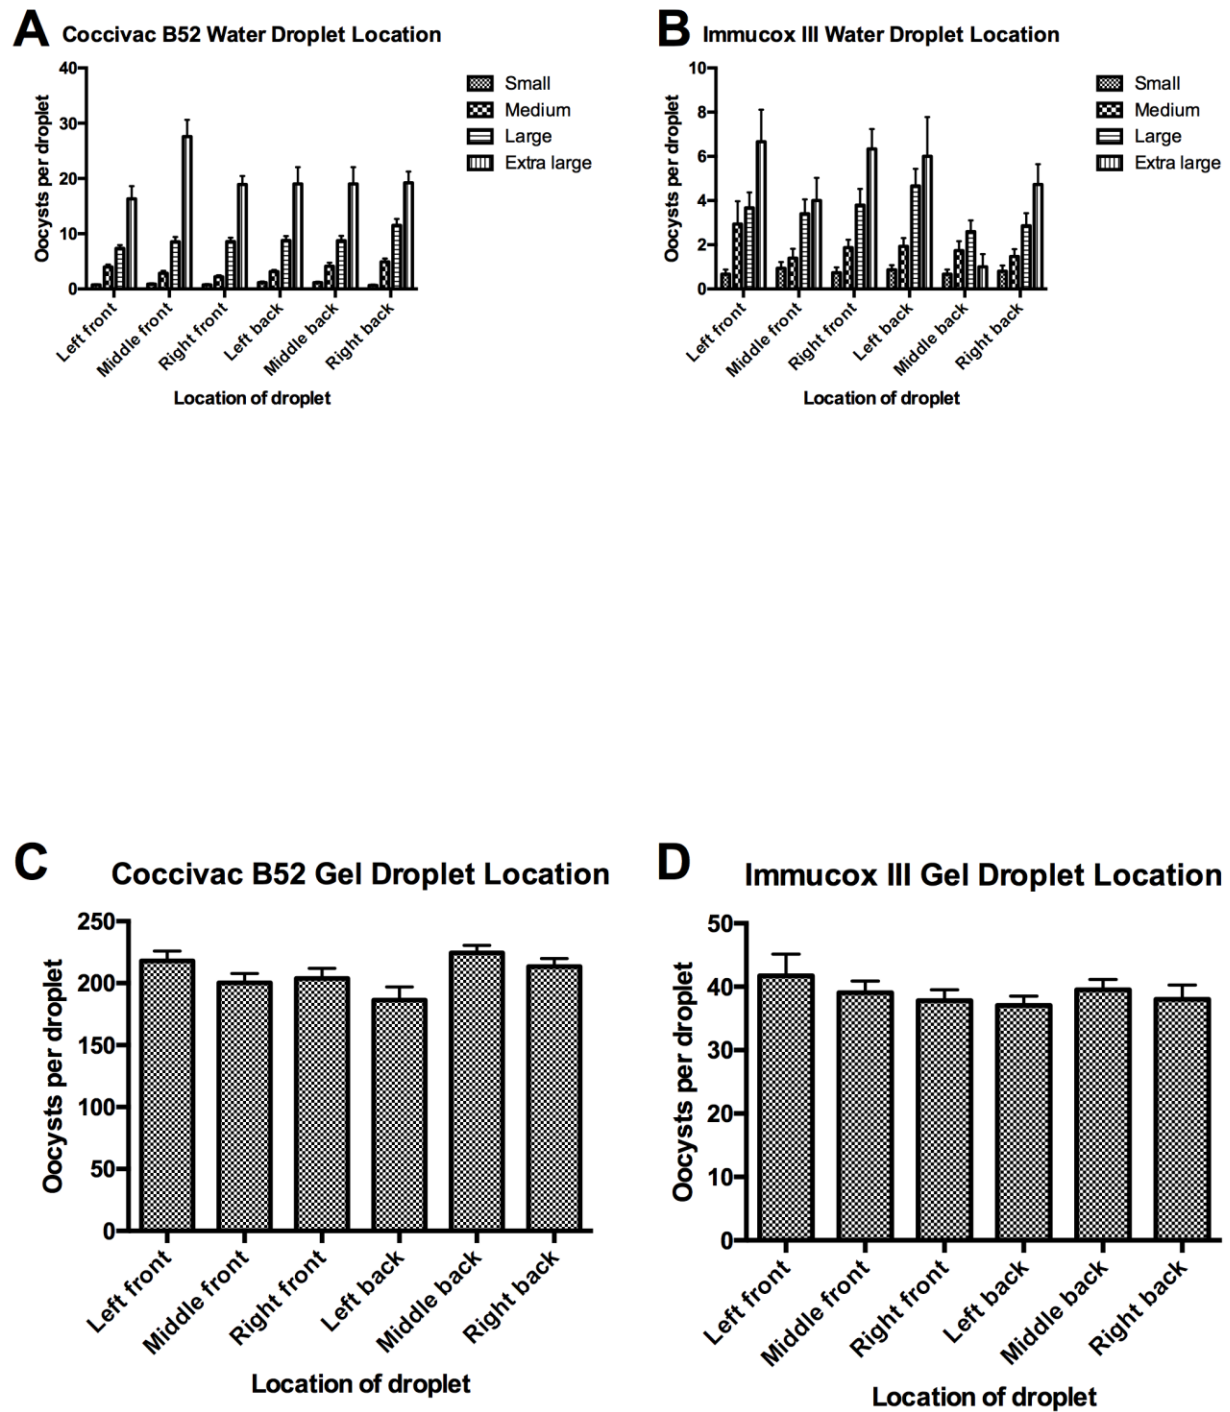 A Coccivac B52 Water Droplet Location
40
30
20
10
0
Oocysts per droplet
Small
Medium
Large
Extra large
Left front
Middle front
Right front
Left back
Middle back
Right back
Location of droplet
B Immucox III Water Droplet Location
10
8
6
4
2
0
Oocysts per droplet
Small
Medium
Large
Extra large
Left front
Middle front
Right front
Left back
Middle back
Right back
Location of droplet
C Coccivac B52 Gel Droplet Location
250
200
150
100
50
0
Oocysts per droplet
Left front
Middle front
Right front
Left back
Middle back
Right back
Location of droplet
D Immucox III Gel Droplet Location
50
40
30
20
10
0
Oocysts per droplet
Left front
Middle front
Right front
Left back
Middle back
Right back
Location of droplet